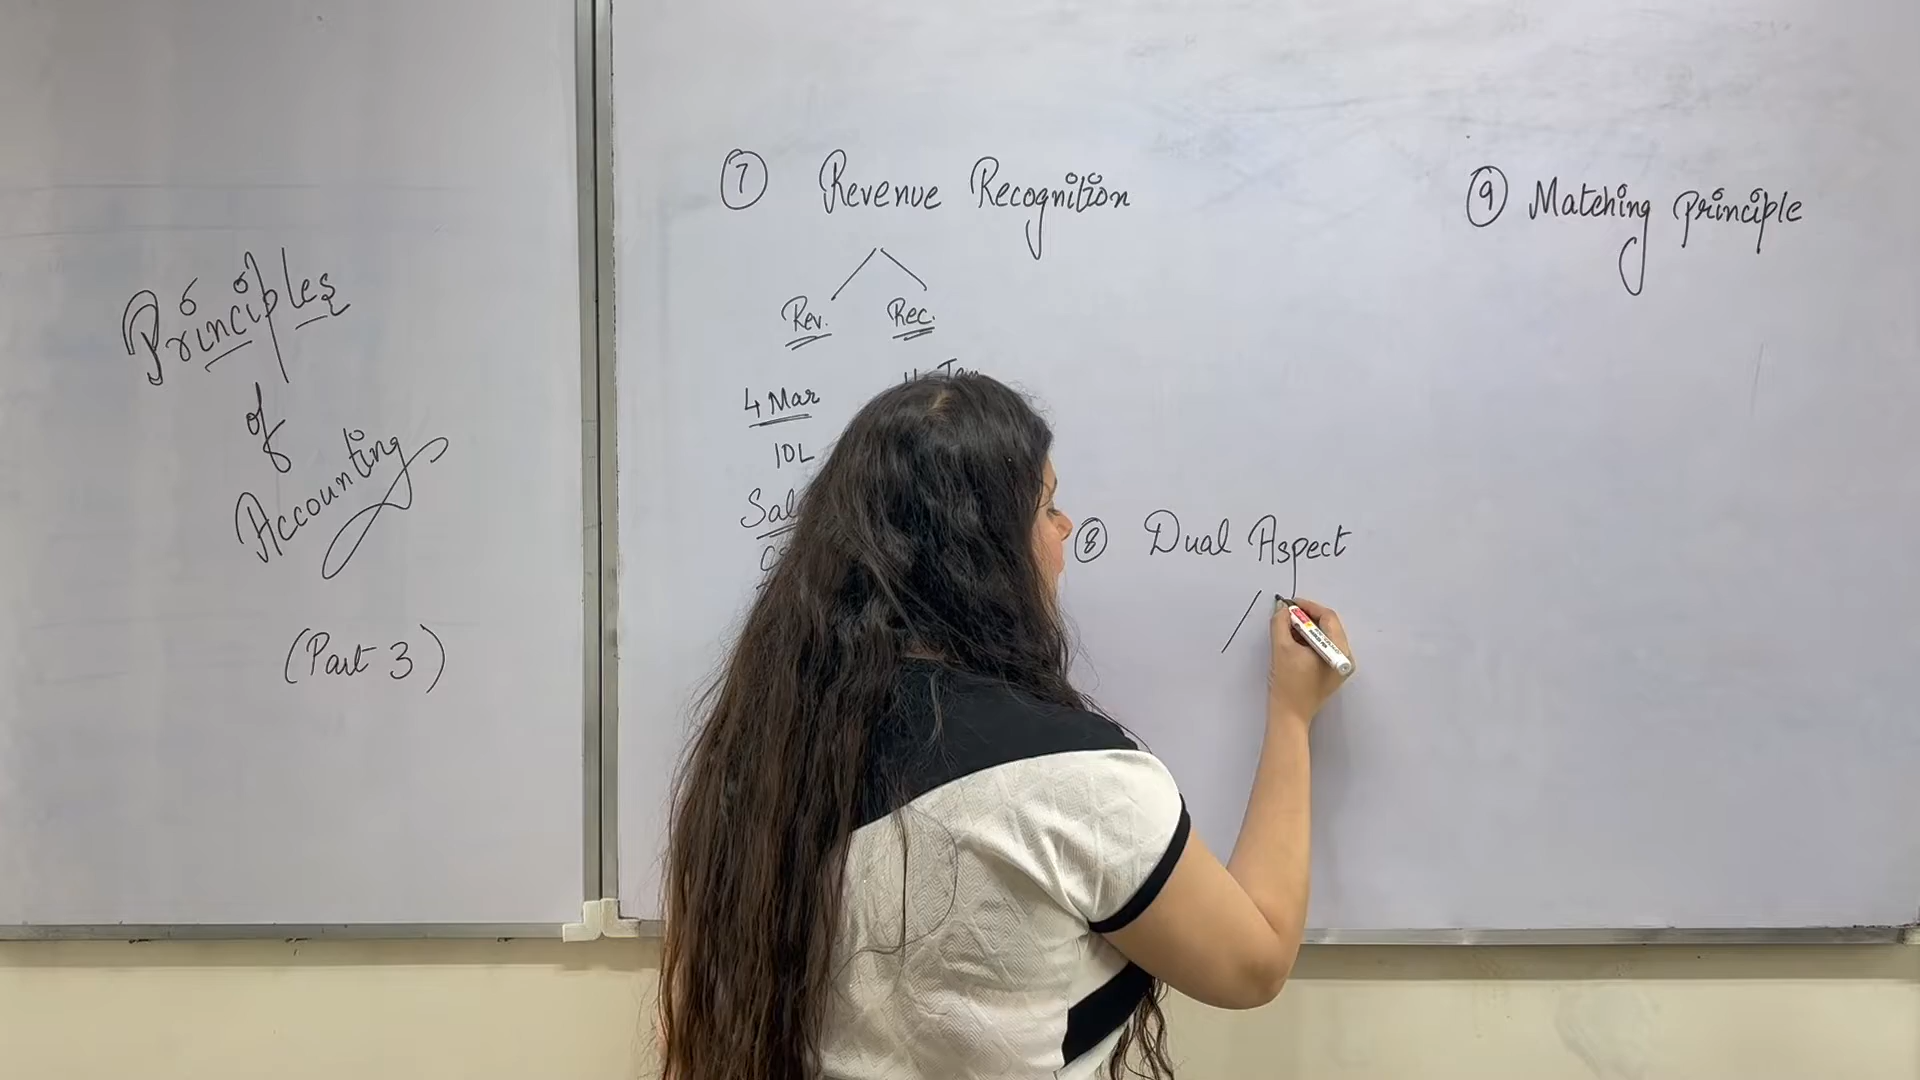 Principles
of
Accounting
(Part 3)
7 Revenue Recognition
Rev. Rec.
4 Mar
10L
8 Dual Aspect
9 Matching principle